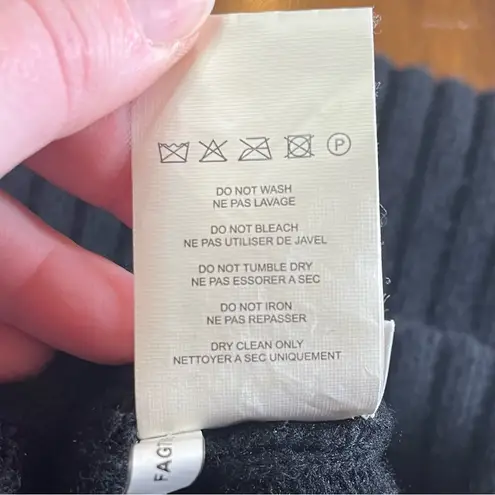 P
DO NOT WASH
NE PAS LAVAGE
DO NOT BLEACH
NE PAS UTILISER DE JAVEL
DO NOT TUMBLE DRY
NE PAS ESSORER A SEC
DO NOT IRON
NE PAS REPASSER
DRY CLEAN ONLY
NETTOYER A SEC UNIQUEMENT